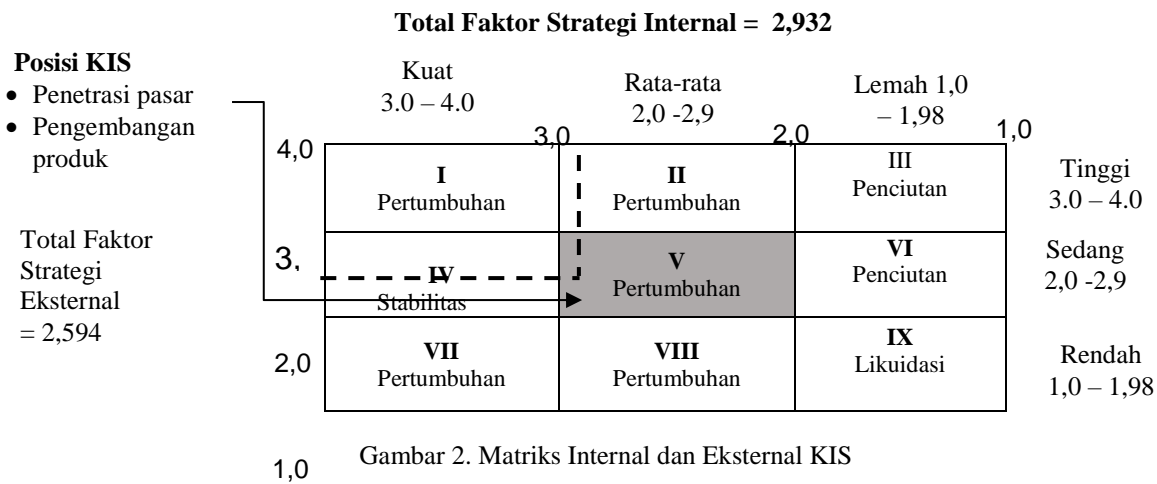 Total Faktor Strategi Internal = 2,932
Posisi KIS
• Penetrasi pasar
• Pengembangan
produk
Kuat
3.0 – 4.0
Rata-rata
2,0 -2,9
Lemah 1,0
– 1,98
4,0
3,0
2,0
1,0
I
Pertumbuhan
II
Pertumbuhan
III
Penciutan
Tinggi
3.0 – 4.0
Total Faktor
Strategi
Eksternal
= 2,594
3,
IV
Stabilitas
V
Pertumbuhan
VI
Penciutan
Sedang
2,0 -2,9
2,0
VII
Pertumbuhan
VIII
Pertumbuhan
IX
Likuidasi
Rendah
1,0 – 1,98
1,0
Gambar 2. Matriks Internal dan Eksternal KIS